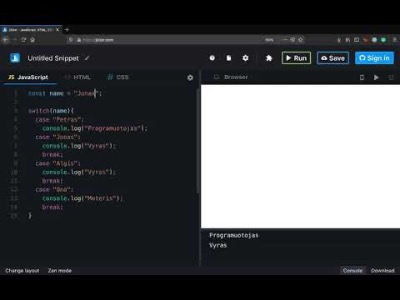 Untitled Snippet
Run
Save
Sign in
JavaScript
HTML
CSS
Browser
1 const name = "Jonas";
2
3 switch(name){
4 case "Petras":
5 console.log("Programuotojas");
6 case "Jonas":
7 console.log("Vyras");
8 break;
9 case "Algis":
10 console.log("Vyras");
11 break;
12 case "Ona":
13 console.log("Moteris");
14 break;
15 }
Programuotojas
Vyras
Change layout
Zen mode
Console
Download